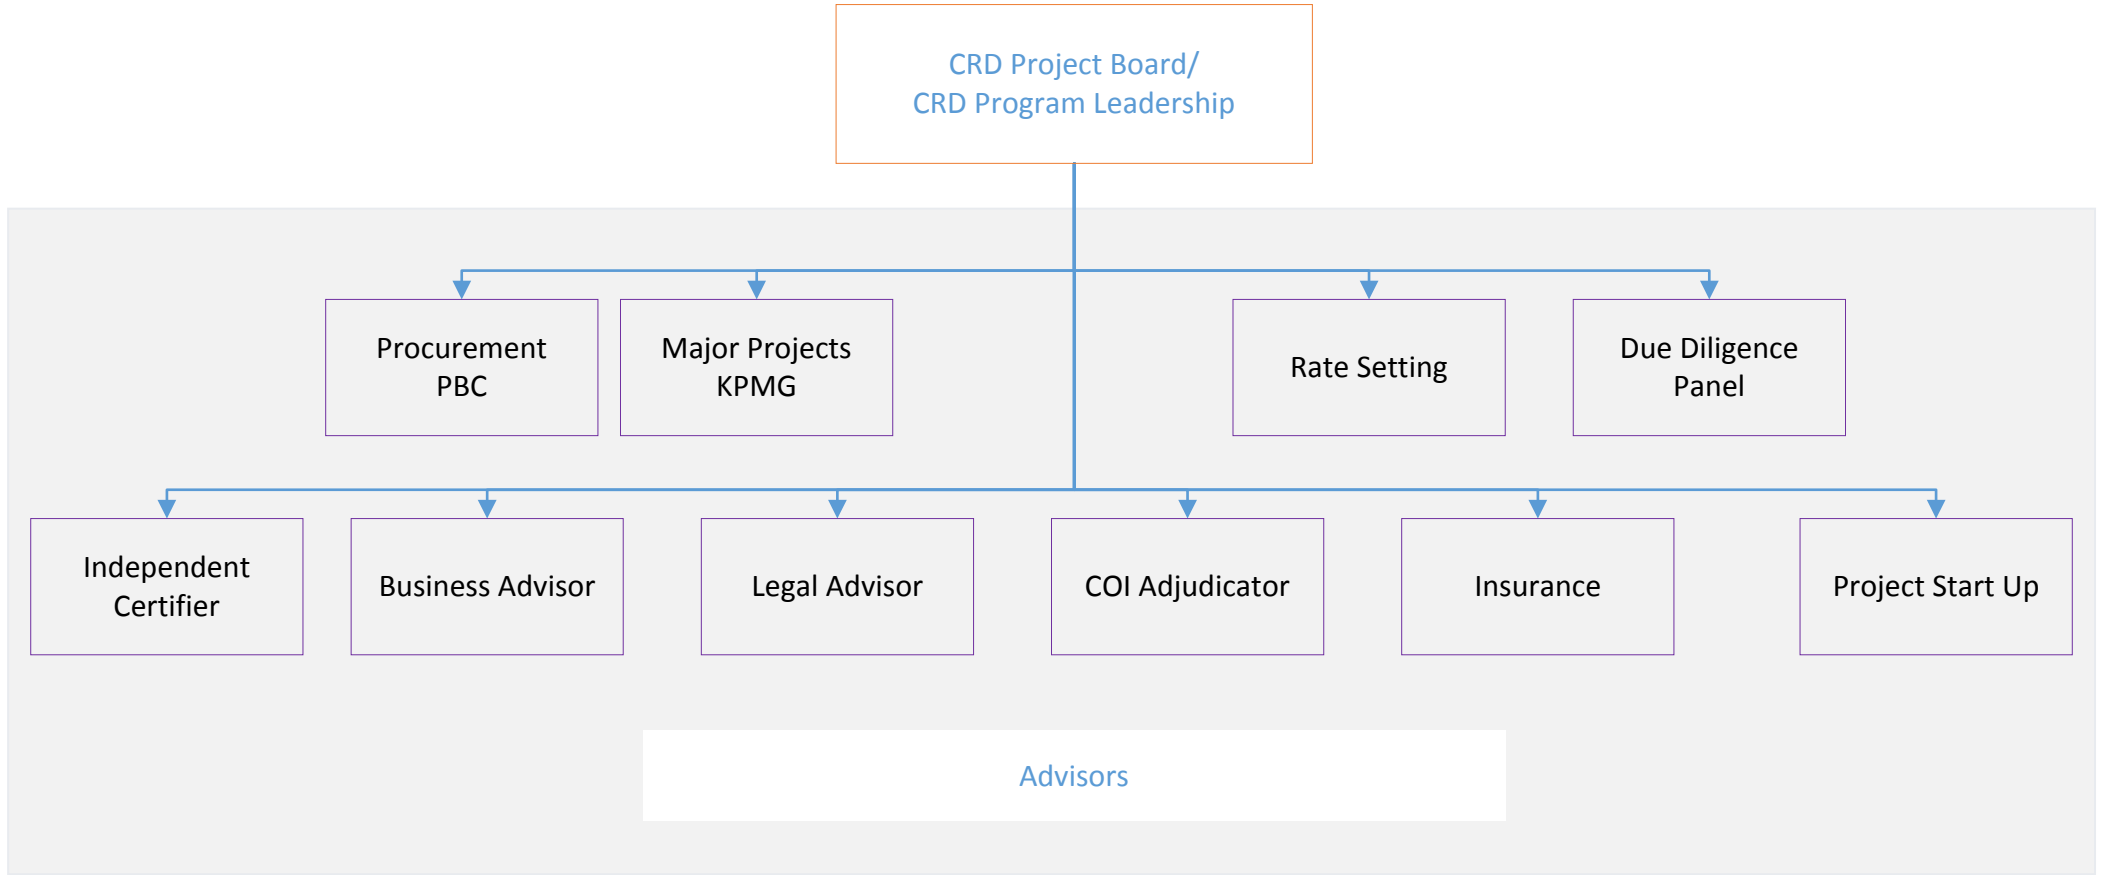 CRD Project Board/
CRD Program Leadership
Procurement
PBC
Major Projects
KPMG
Rate Setting
Due Diligence
Panel
Independent
Certifier
Business Advisor
Legal Advisor
COI Adjudicator
Insurance
Project Start Up
Advisors